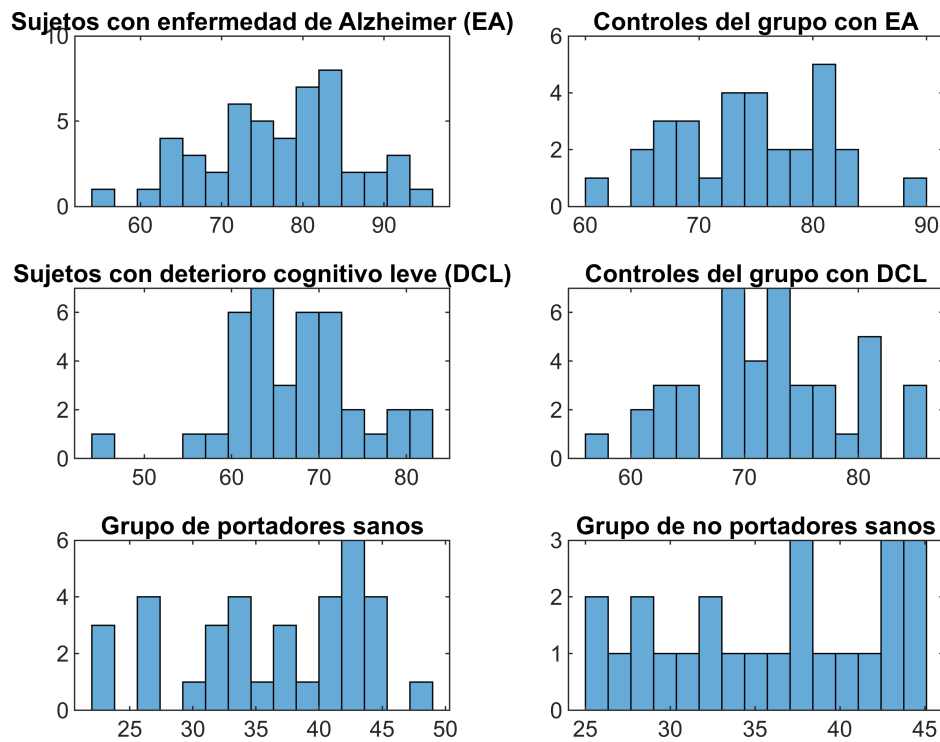 Sujetos con enfermedad de Alzheimer (EA)
10
5
0
60 70 80 90
Controles del grupo con EA
6
4
2
0
60 70 80 90
Sujetos con deterioro cognitivo leve (DCL)
6
4
2
0
50 60 70 80
Controles del grupo con DCL
6
4
2
0
60 70 80
Grupo de portadores sanos
6
4
2
0
25 30 35 40 45 50
Grupo de no portadores sanos
3
2
1
0
25 30 35 40 45